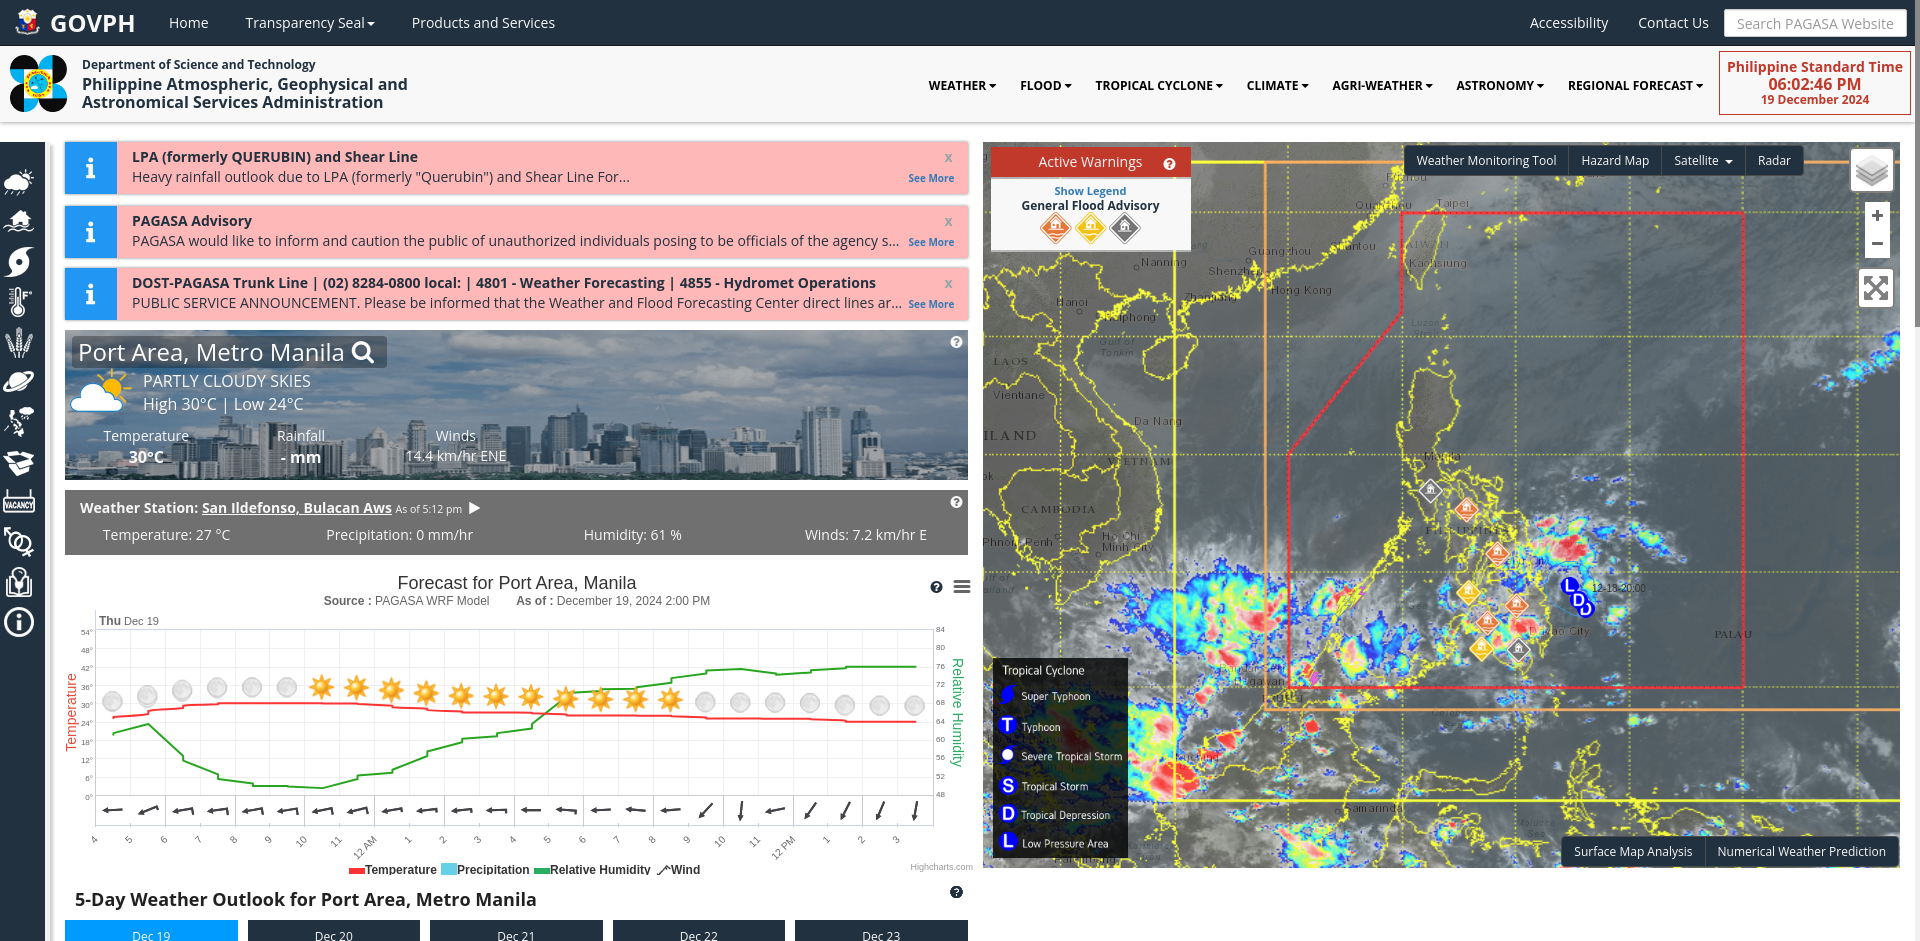 GOVPH
Home
Transparency Seal
Products and Services
Accessibility
Contact Us
Search PAGASA Website
Department of Science and Technology
Philippine Atmospheric, Geophysical and
Astronomical Services Administration
WEATHER
FLOOD
TROPICAL CYCLONE
CLIMATE
AGRI-WEATHER
ASTRONOMY
REGIONAL FORECAST
Philippine Standard Time
06:02:46 PM
19 December 2024
LPA (formerly QUERUBIN) and Shear Line
x
Heavy rainfall outlook due to LPA (formerly "Querubin") and Shear Line For...
See More
PAGASA Advisory
x
PAGASA would like to inform and caution the public of unauthorized individuals posing to be officials of the agency s...
See More
DOST-PAGASA Trunk Line | (02) 8284-0800 local: | 4801 - Weather Forecasting | 4855 - Hydromet Operations
x
PUBLIC SERVICE ANNOUNCEMENT. Please be informed that the Weather and Flood Forecasting Center direct lines ar...
See More
Port Area, Metro Manila
PARTLY CLOUDY SKIES
High 30°C | Low 24°C
Temperature
Rainfall
Winds
30°C
- mm
14.4 km/hr ENE
Weather Station: San Ildefonso, Bulacan Aws As of 5:12 pm
Temperature: 27 °C
Precipitation: 0 mm/hr
Humidity: 61 %
Winds: 7.2 km/hr E
Forecast for Port Area, Manila
Source : PAGASA WRF Model
As of : December 19, 2024 2:00 PM
Thu Dec 19
Temperature
54°
48°
42°
36°
30°
24°
18°
12°
6°
0°
84
80
76
72
68
64
60
56
52
48
Relative Humidity
4 5 6 7 8 9 10 11 12 AM 1 2 3 4 5 6 7 8 9 10 11 12 PM 1 2 3
Temperature
Precipitation
Relative Humidity
Wind
Highcharts.com
5-Day Weather Outlook for Port Area, Metro Manila
Dec 19
Dec 20
Dec 21
Dec 22
Dec 23
VACANCY
Active Warnings
Show Legend
General Flood Advisory
Weather Monitoring Tool
Hazard Map
Satellite
Radar
+
−
Taipei
TAIWAN
Kaohsiung
Guangzhou
Shantou
Nanning
Shenzhen
Hong Kong
Zhanjiang
Hanoi
Haiphong
Gulf of
Tonkin
LAOS
Vientiane
Da Nang
VIETNAM
CAMBODIA
Ho Chi
Minh City
Luzon
Manila
12-18-20:00
PALAU
Samarinda
Kuching
Tropical Cyclone
Super Typhoon
T Typhoon
Severe Tropical Storm
S Tropical Storm
D Tropical Depression
L Low Pressure Area
L
D
D
Surface Map Analysis
Numerical Weather Prediction